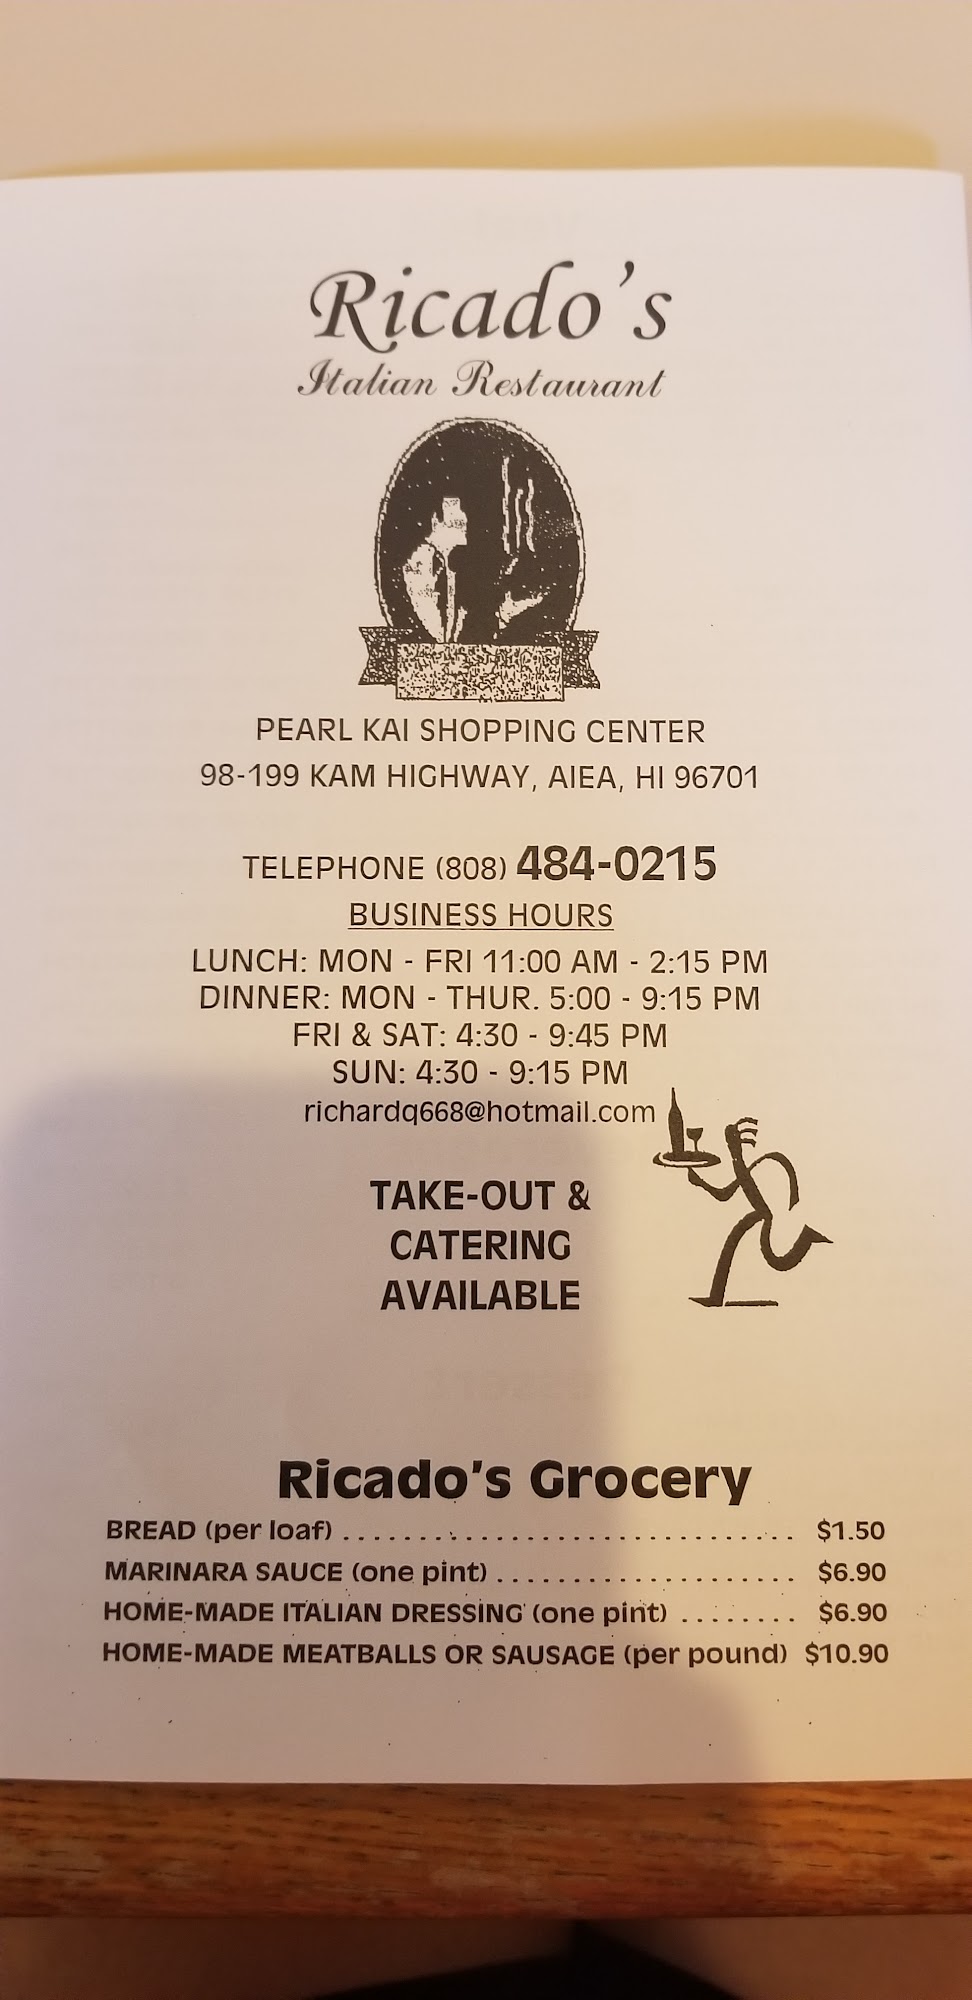 Ricado's
Italian Restaurant
PEARL KAI SHOPPING CENTER
98-199 KAM HIGHWAY, AIEA, HI 96701
TELEPHONE (808) 484-0215
BUSINESS HOURS
LUNCH: MON - FRI 11:00 AM - 2:15 PM
DINNER: MON - THUR. 5:00 - 9:15 PM
FRI & SAT: 4:30 - 9:45 PM
SUN: 4:30 - 9:15 PM
richardq668@hotmail.com
TAKE-OUT &
CATERING
AVAILABLE
Ricado's Grocery
BREAD (per loaf) ............................... $1.50
MARINARA SAUCE (one pint) .................... $6.90
HOME-MADE ITALIAN DRESSING (one pint) ........ $6.90
HOME-MADE MEATBALLS OR SAUSAGE (per pound) $10.90